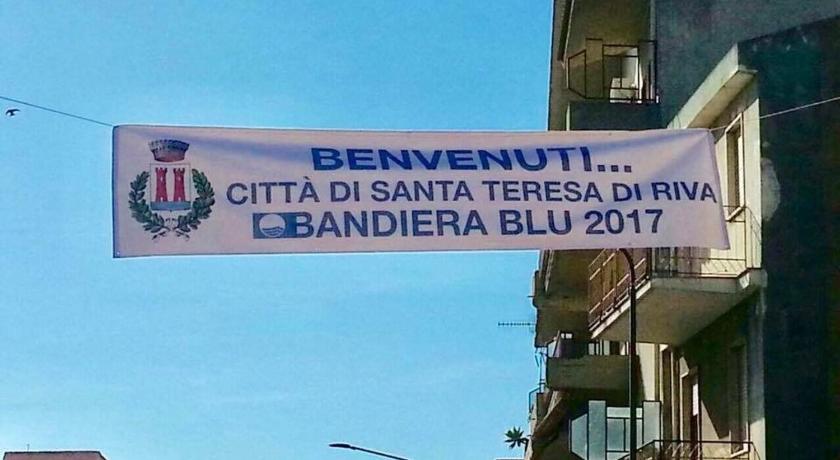 BENVENUTI...
CITTÀ DI SANTA TERESA DI RIVA
BANDIERA BLU 2017